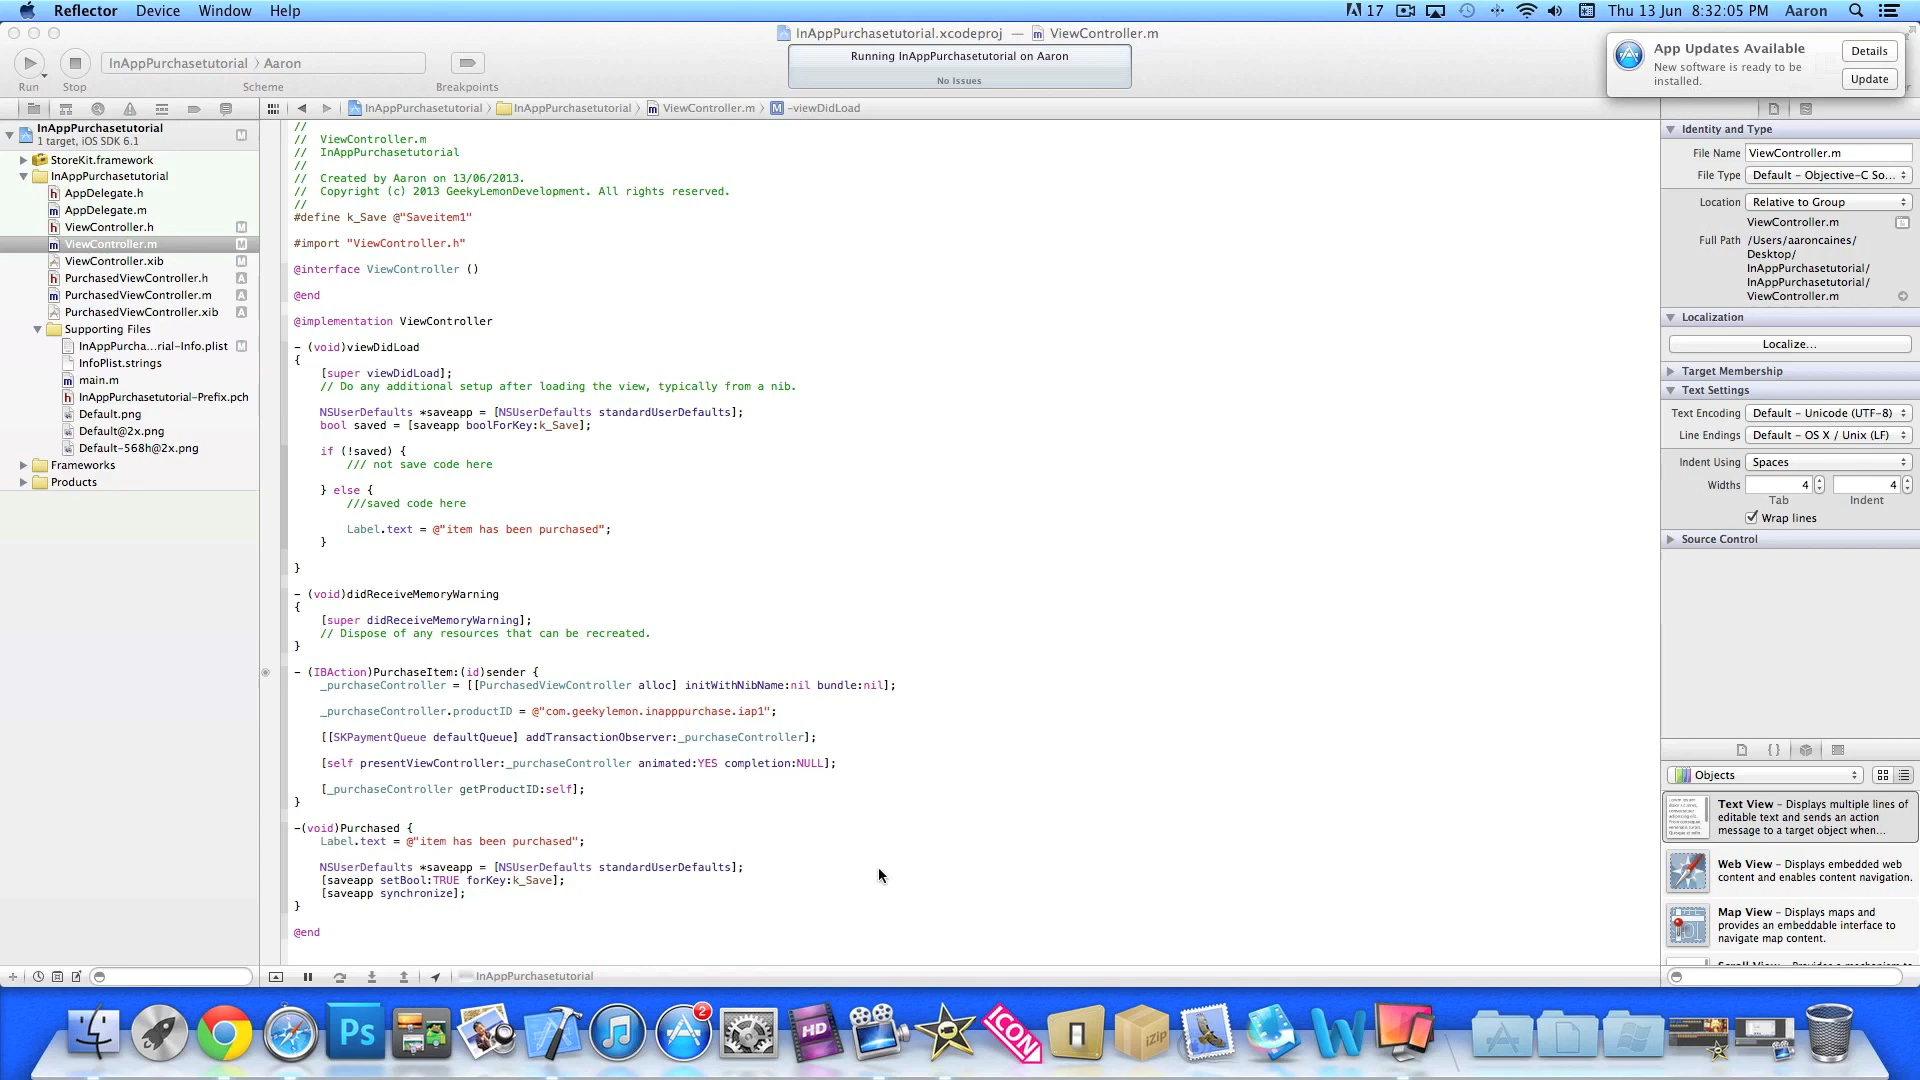 Reflector Device Window Help
17 Thu 13 Jun 8:32:05 PM Aaron
InAppPurchasetutorial.xcodeproj — ViewController.m
App Updates Available
New software is ready to be
installed.
Details
Update
InAppPurchasetutorial 〉 Aaron
Running InAppPurchasetutorial on Aaron
No Issues
Run Stop Scheme Breakpoints
InAppPurchasetutorial 〉 InAppPurchasetutorial 〉 ViewController.m 〉 M -viewDidLoad
InAppPurchasetutorial M
1 target, iOS SDK 6.1
StoreKit.framework
InAppPurchasetutorial
AppDelegate.h
AppDelegate.m
ViewController.h M
ViewController.m M
ViewController.xib M
PurchasedViewController.h A
PurchasedViewController.m A
PurchasedViewController.xib A
Supporting Files
InAppPurcha...rial-Info.plist M
InfoPlist.strings
main.m
InAppPurchasetutorial-Prefix.pch
Default.png
Default@2x.png
Default-568h@2x.png
Frameworks
Products
//
// ViewController.m
// InAppPurchasetutorial
//
// Created by Aaron on 13/06/2013.
// Copyright (c) 2013 GeekyLemonDevelopment. All rights reserved.
//
#define k_Save @"Saveitem1"
#import "ViewController.h"
@interface ViewController ()
@end
@implementation ViewController
- (void)viewDidLoad
{
[super viewDidLoad];
// Do any additional setup after loading the view, typically from a nib.
NSUserDefaults *saveapp = [NSUserDefaults standardUserDefaults];
bool saved = [saveapp boolForKey:k_Save];
if (!saved) {
/// not save code here
} else {
///saved code here
Label.text = @"item has been purchased";
}
}
- (void)didReceiveMemoryWarning
{
[super didReceiveMemoryWarning];
// Dispose of any resources that can be recreated.
}
- (IBAction)PurchaseItem:(id)sender {
_purchaseController = [[PurchasedViewController alloc] initWithNibName:nil bundle:nil];
_purchaseController.productID = @"com.geekylemon.inapppurchase.iap1";
[[SKPaymentQueue defaultQueue] addTransactionObserver:_purchaseController];
[self presentViewController:_purchaseController animated:YES completion:NULL];
[_purchaseController getProductID:self];
}
-(void)Purchased {
Label.text = @"item has been purchased";
NSUserDefaults *saveapp = [NSUserDefaults standardUserDefaults];
[saveapp setBool:TRUE forKey:k_Save];
[saveapp synchronize];
}
@end
InAppPurchasetutorial
Identity and Type
File Name ViewController.m
File Type Default - Objective-C So...
Location Relative to Group
ViewController.m
Full Path /Users/aaroncaines/
Desktop/
InAppPurchasetutorial/
InAppPurchasetutorial/
ViewController.m
Localization
Localize...
Target Membership
Text Settings
Text Encoding Default - Unicode (UTF-8)
Line Endings Default - OS X / Unix (LF)
Indent Using Spaces
Widths 4 4
Tab Indent
Wrap lines
Source Control
{ }
Objects
Text View - Displays multiple lines of
editable text and sends an action
message to a target object when...
Web View - Displays embedded web
content and enables content navigation.
Map View - Displays maps and
provides an embeddable interface to
navigate map content.
Ps
2
HD
ICON
iZip